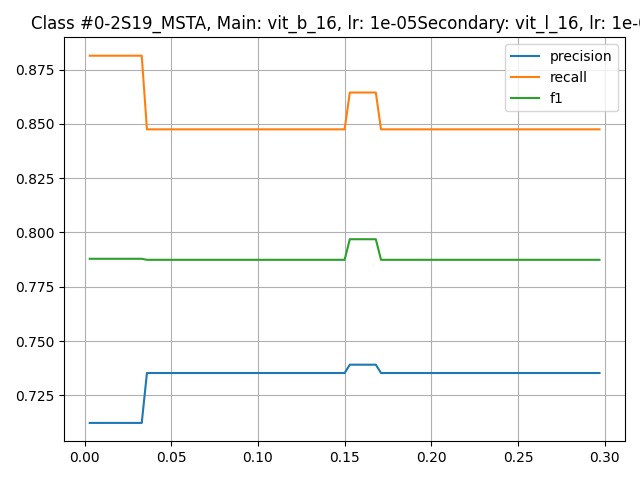 Class #0-2S19_MSTA, Main: vit_b_16, lr: 1e-05Secondary: vit_l_16, lr: 1e-
precision
recall
f1
0.875
0.850
0.825
0.800
0.775
0.750
0.725
0.00 0.05 0.10 0.15 0.20 0.25 0.30